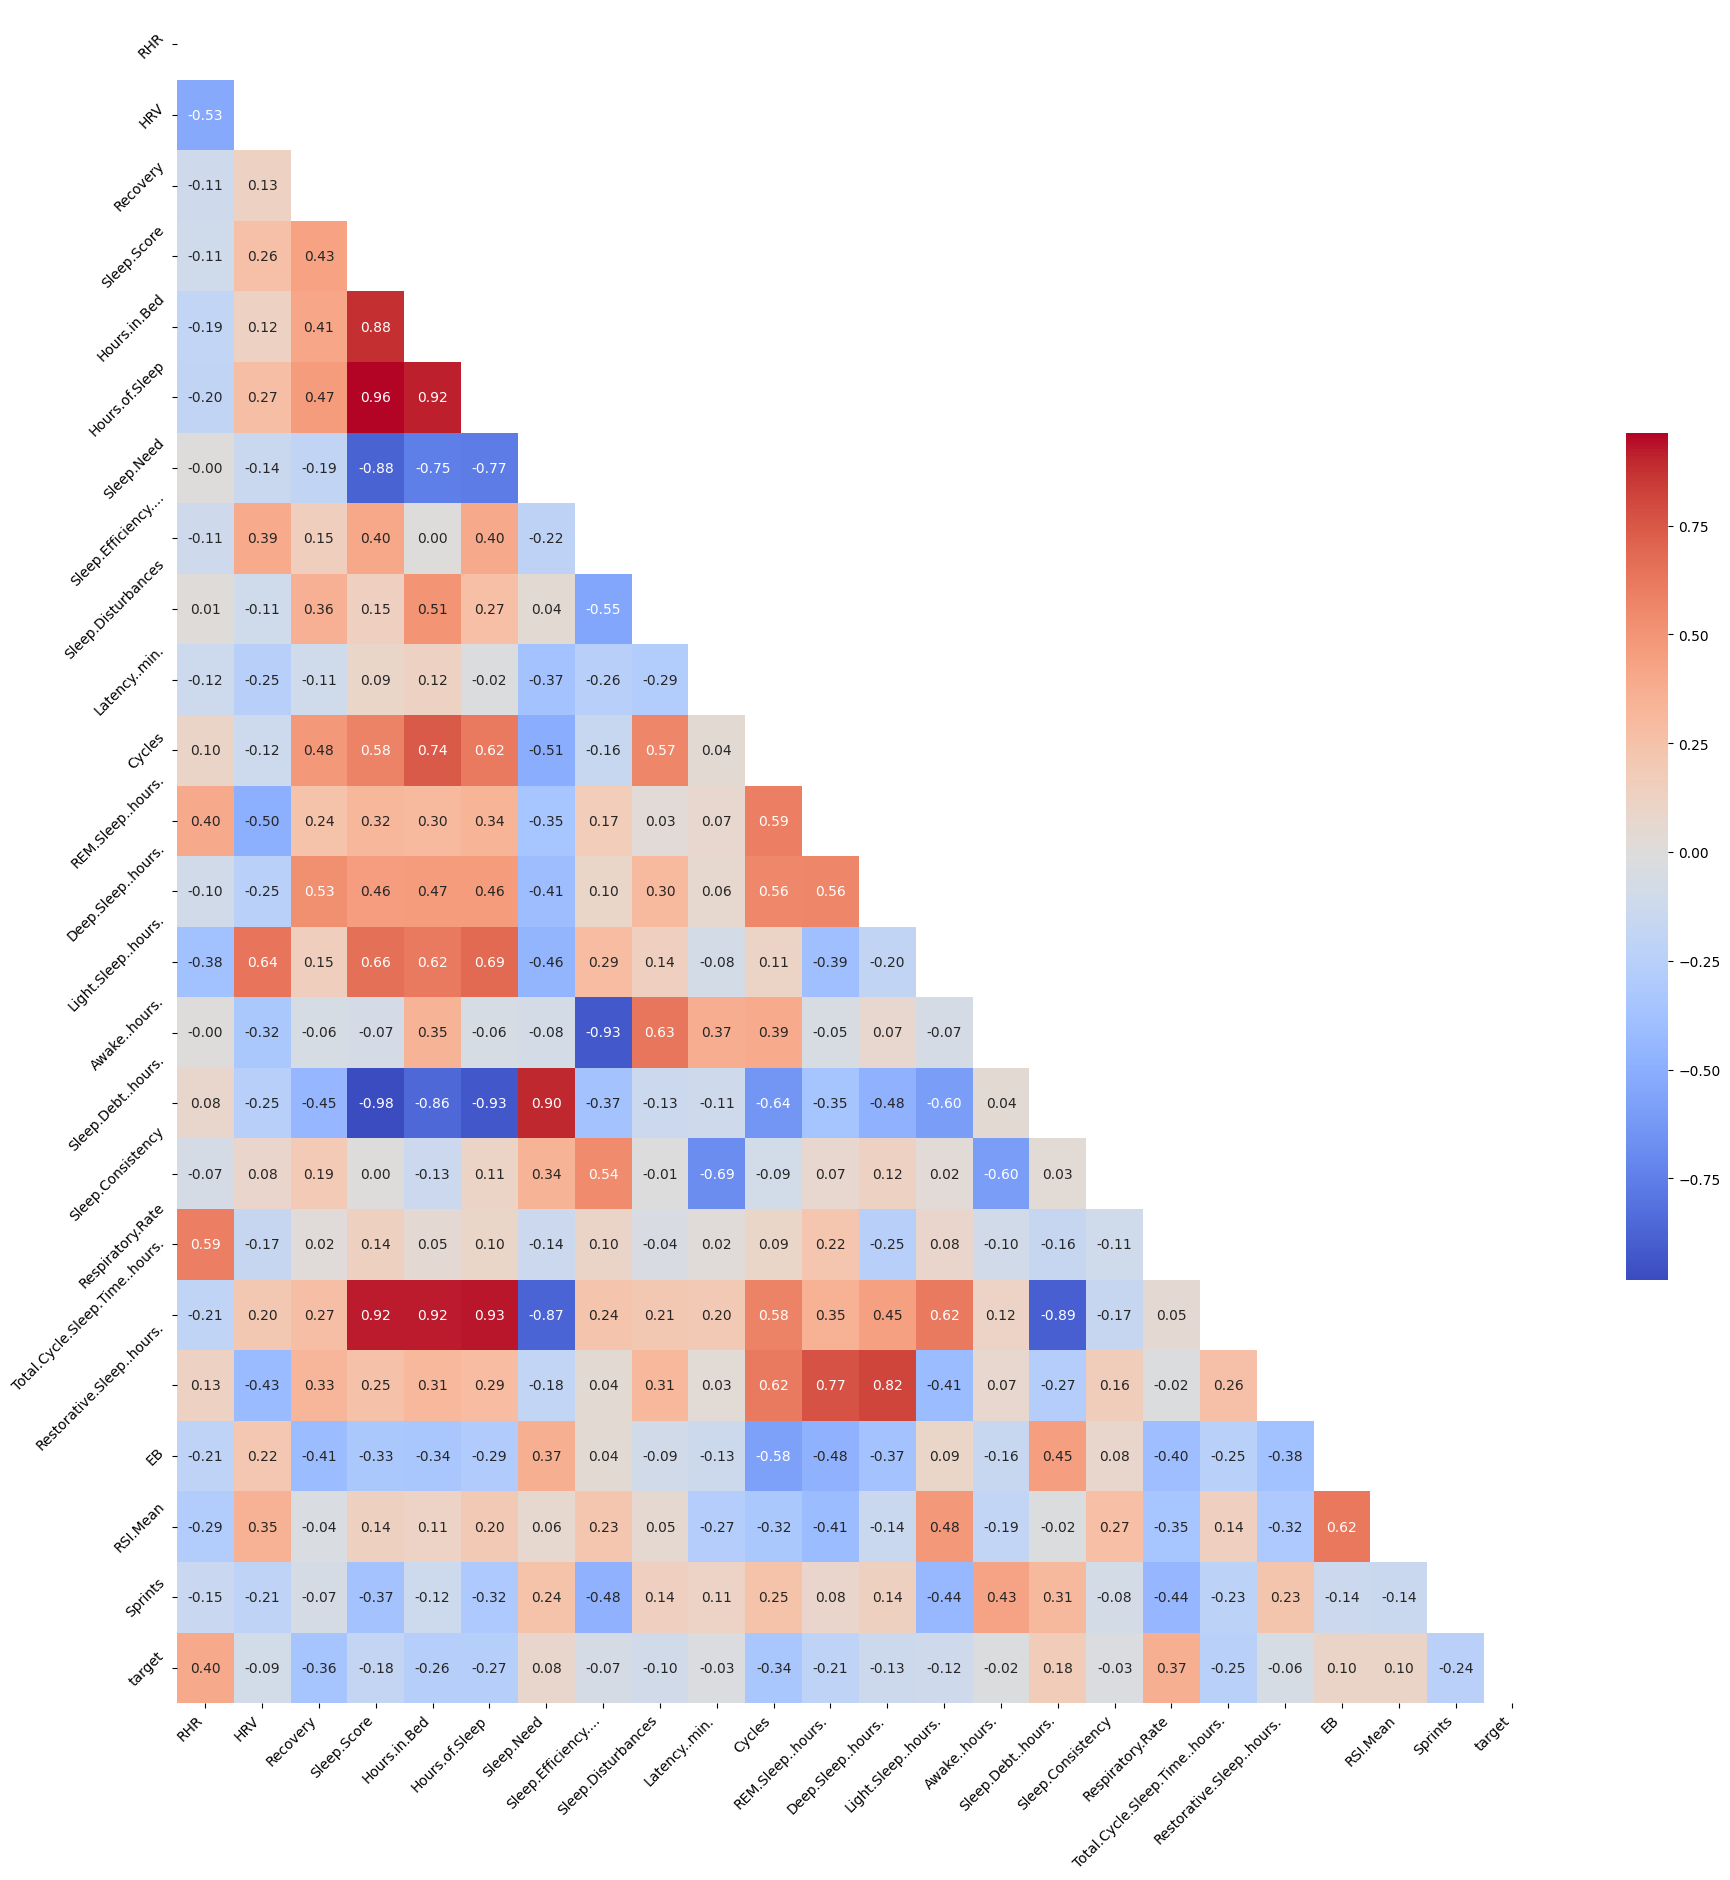 RHR
HRV -0.53
Recovery -0.11 0.13
Sleep.Score -0.11 0.26 0.43
Hours.in.Bed -0.19 0.12 0.41 0.88
Hours.of.Sleep -0.20 0.27 0.47 0.96 0.92
Sleep.Need -0.00 -0.14 -0.19 -0.88 -0.75 -0.77
Sleep.Efficiency.... -0.11 0.39 0.15 0.40 0.00 0.40 -0.22
0.75
Sleep.Disturbances 0.01 -0.11 0.36 0.15 0.51 0.27 0.04 -0.55
0.50
Latency..min. -0.12 -0.25 -0.11 0.09 0.12 -0.02 -0.37 -0.26 -0.29
Cycles 0.10 -0.12 0.48 0.58 0.74 0.62 -0.51 -0.16 0.57 0.04
0.25
REM.Sleep..hours. 0.40 -0.50 0.24 0.32 0.30 0.34 -0.35 0.17 0.03 0.07 0.59
0.00
Deep.Sleep..hours. -0.10 -0.25 0.53 0.46 0.47 0.46 -0.41 0.10 0.30 0.06 0.56 0.56
Light.Sleep..hours. -0.38 0.64 0.15 0.66 0.62 0.69 -0.46 0.29 0.14 -0.08 0.11 -0.39 -0.20
−0.25
Awake..hours. -0.00 -0.32 -0.06 -0.07 0.35 -0.06 -0.08 -0.93 0.63 0.37 0.39 -0.05 0.07 -0.07
−0.50
Sleep.Debt..hours. 0.08 -0.25 -0.45 -0.98 -0.86 -0.93 0.90 -0.37 -0.13 -0.11 -0.64 -0.35 -0.48 -0.60 0.04
Sleep.Consistency -0.07 0.08 0.19 0.00 -0.13 0.11 0.34 0.54 -0.01 -0.69 -0.09 0.07 0.12 0.02 -0.60 0.03
−0.75
Respiratory.Rate 0.59 -0.17 0.02 0.14 0.05 0.10 -0.14 0.10 -0.04 0.02 0.09 0.22 -0.25 0.08 -0.10 -0.16 -0.11
Total.Cycle.Sleep.Time..hours. -0.21 0.20 0.27 0.92 0.92 0.93 -0.87 0.24 0.21 0.20 0.58 0.35 0.45 0.62 0.12 -0.89 -0.17 0.05
Restorative.Sleep..hours. 0.13 -0.43 0.33 0.25 0.31 0.29 -0.18 0.04 0.31 0.03 0.62 0.77 0.82 -0.41 0.07 -0.27 0.16 -0.02 0.26
EB -0.21 0.22 -0.41 -0.33 -0.34 -0.29 0.37 0.04 -0.09 -0.13 -0.58 -0.48 -0.37 0.09 -0.16 0.45 0.08 -0.40 -0.25 -0.38
RSI.Mean -0.29 0.35 -0.04 0.14 0.11 0.20 0.06 0.23 0.05 -0.27 -0.32 -0.41 -0.14 0.48 -0.19 -0.02 0.27 -0.35 0.14 -0.32 0.62
Sprints -0.15 -0.21 -0.07 -0.37 -0.12 -0.32 0.24 -0.48 0.14 0.11 0.25 0.08 0.14 -0.44 0.43 0.31 -0.08 -0.44 -0.23 0.23 -0.14 -0.14
target 0.40 -0.09 -0.36 -0.18 -0.26 -0.27 0.08 -0.07 -0.10 -0.03 -0.34 -0.21 -0.13 -0.12 -0.02 0.18 -0.03 0.37 -0.25 -0.06 0.10 0.10 -0.24
RHR
HRV
Recovery
Sleep.Score
Hours.in.Bed
Hours.of.Sleep
Sleep.Need
Sleep.Efficiency....
Sleep.Disturbances
Latency..min.
Cycles
REM.Sleep..hours.
Deep.Sleep..hours.
Light.Sleep..hours.
Awake..hours.
Sleep.Debt..hours.
Sleep.Consistency
Respiratory.Rate
Total.Cycle.Sleep.Time..hours.
Restorative.Sleep..hours.
EB
RSI.Mean
Sprints
target